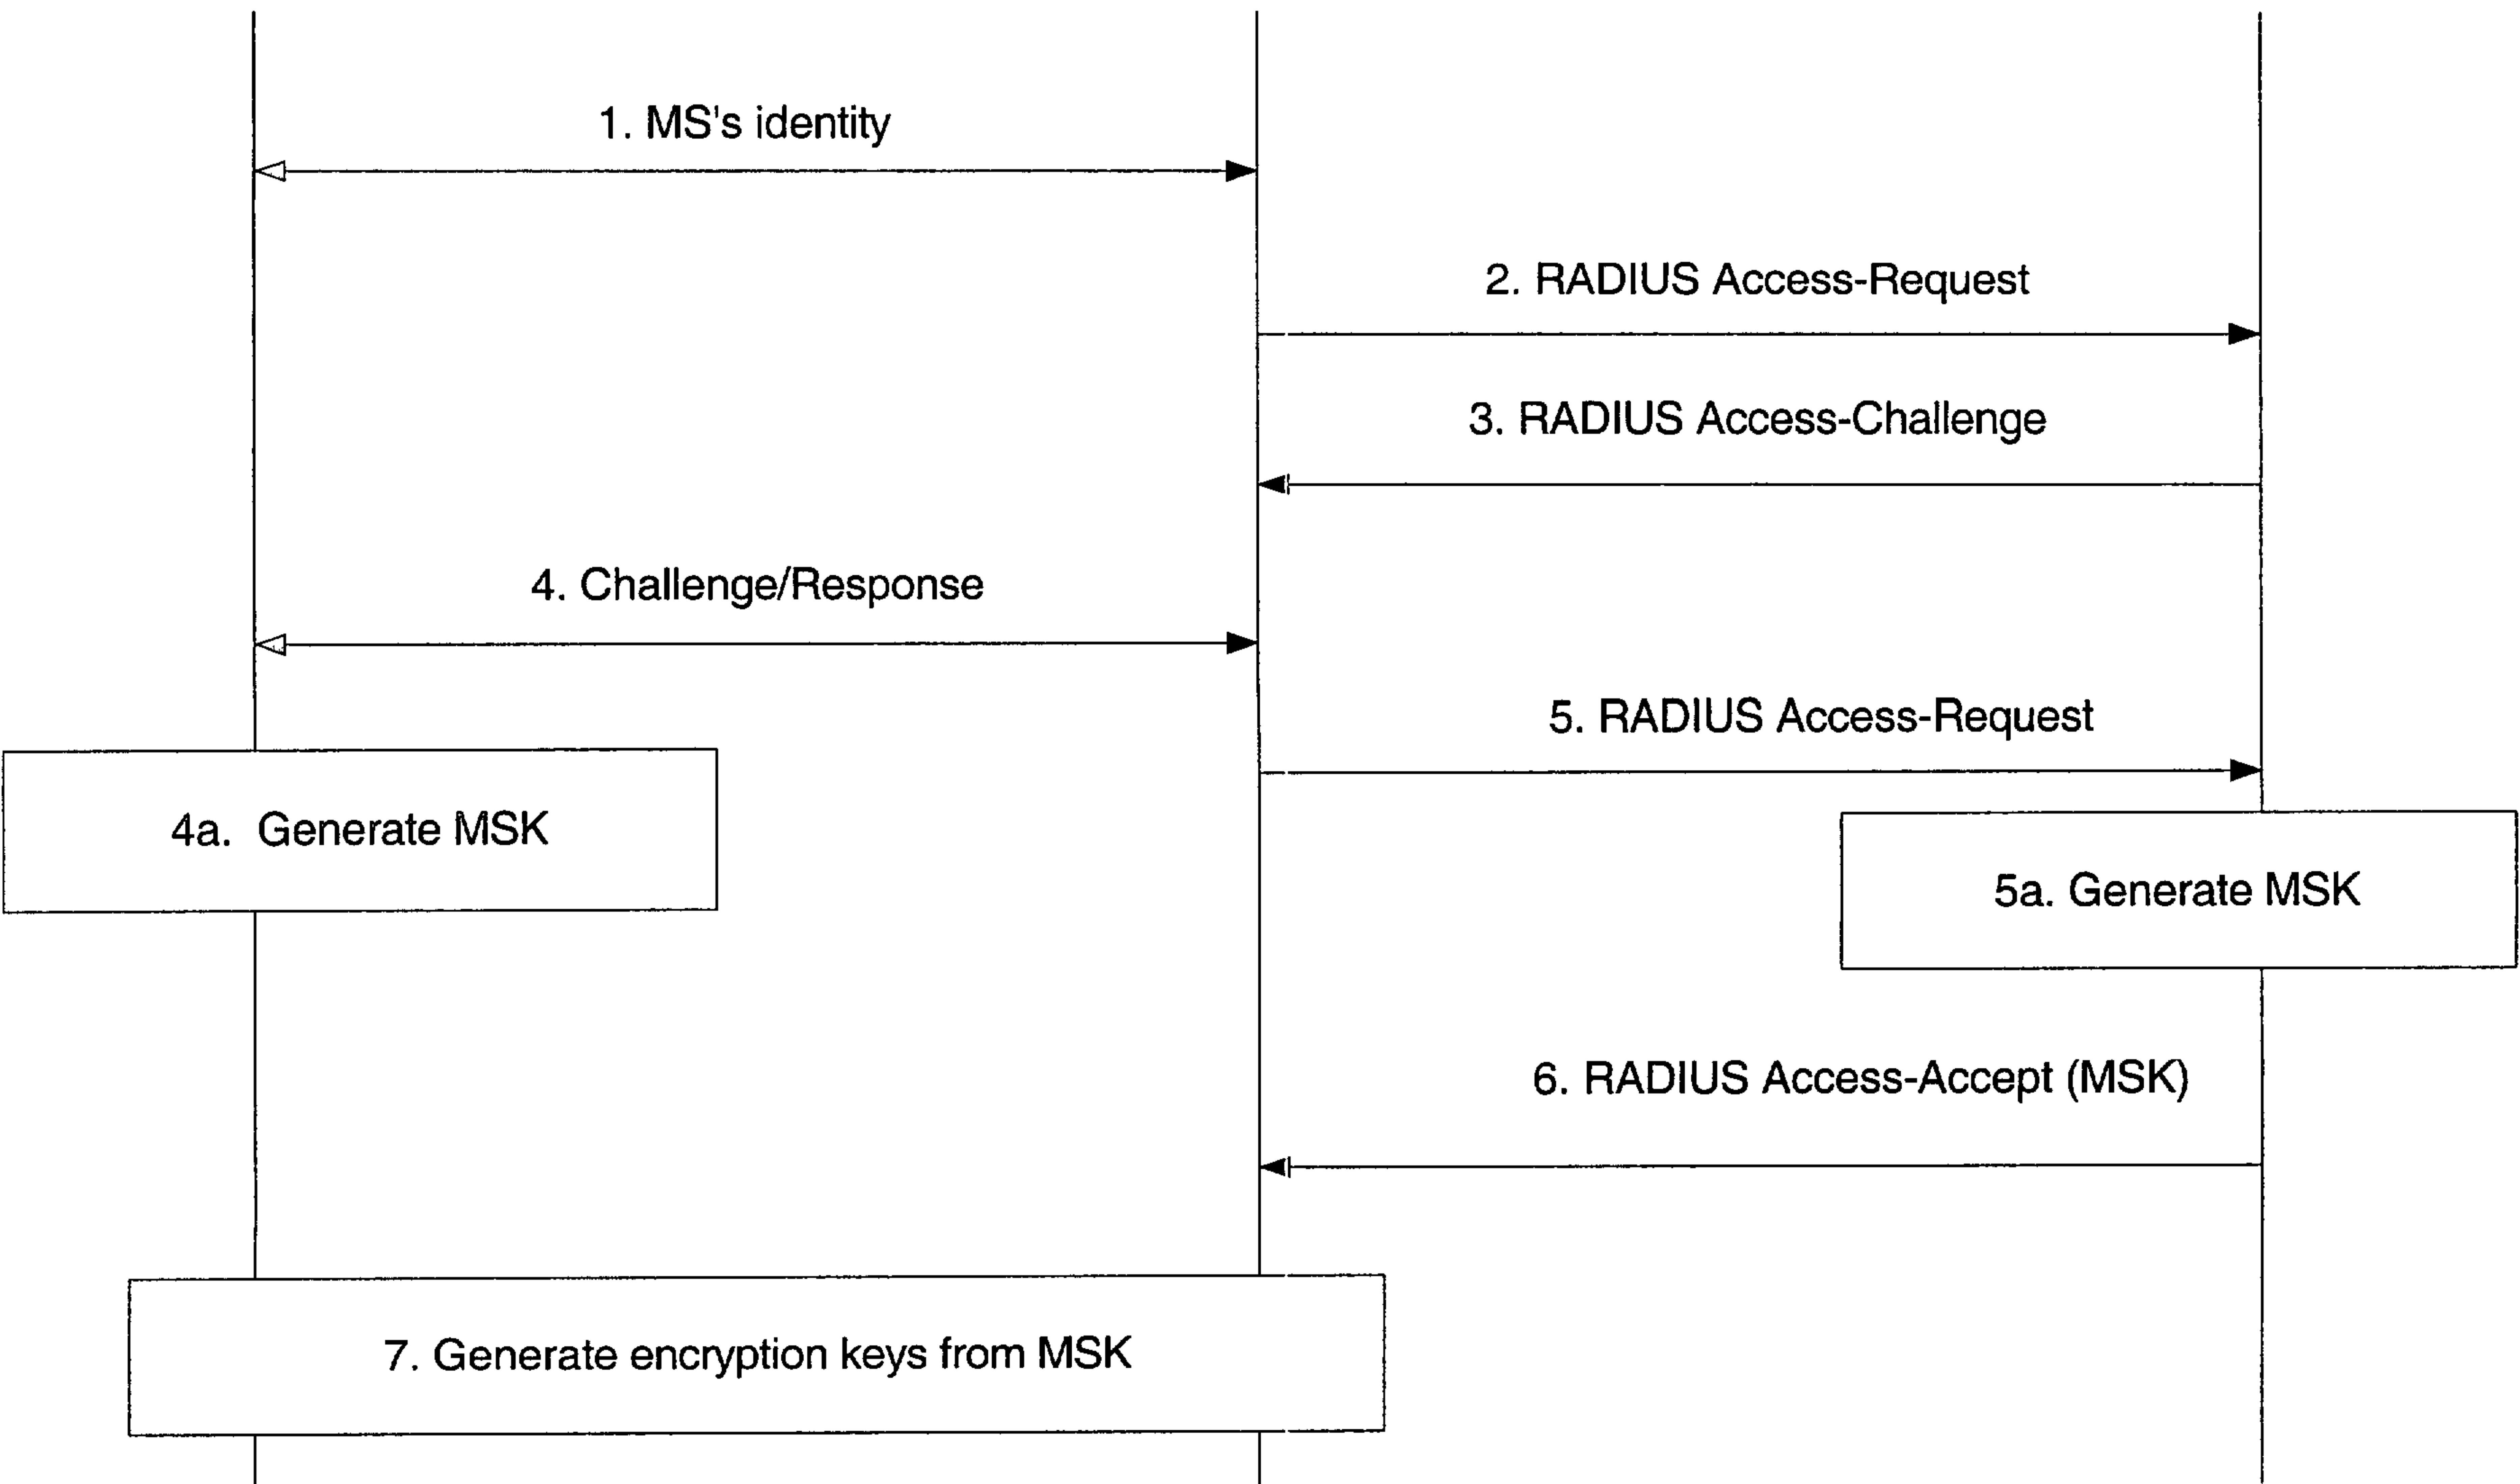 1. MS's identity
2. RADIUS Access-Request
3. RADIUS Access-Challenge
4. Challenge/Response
5. RADIUS Access-Request
4a. Generate MSK
5a. Generate MSK
6. RADIUS Access-Accept (MSK)
7. Generate encryption keys from MSK